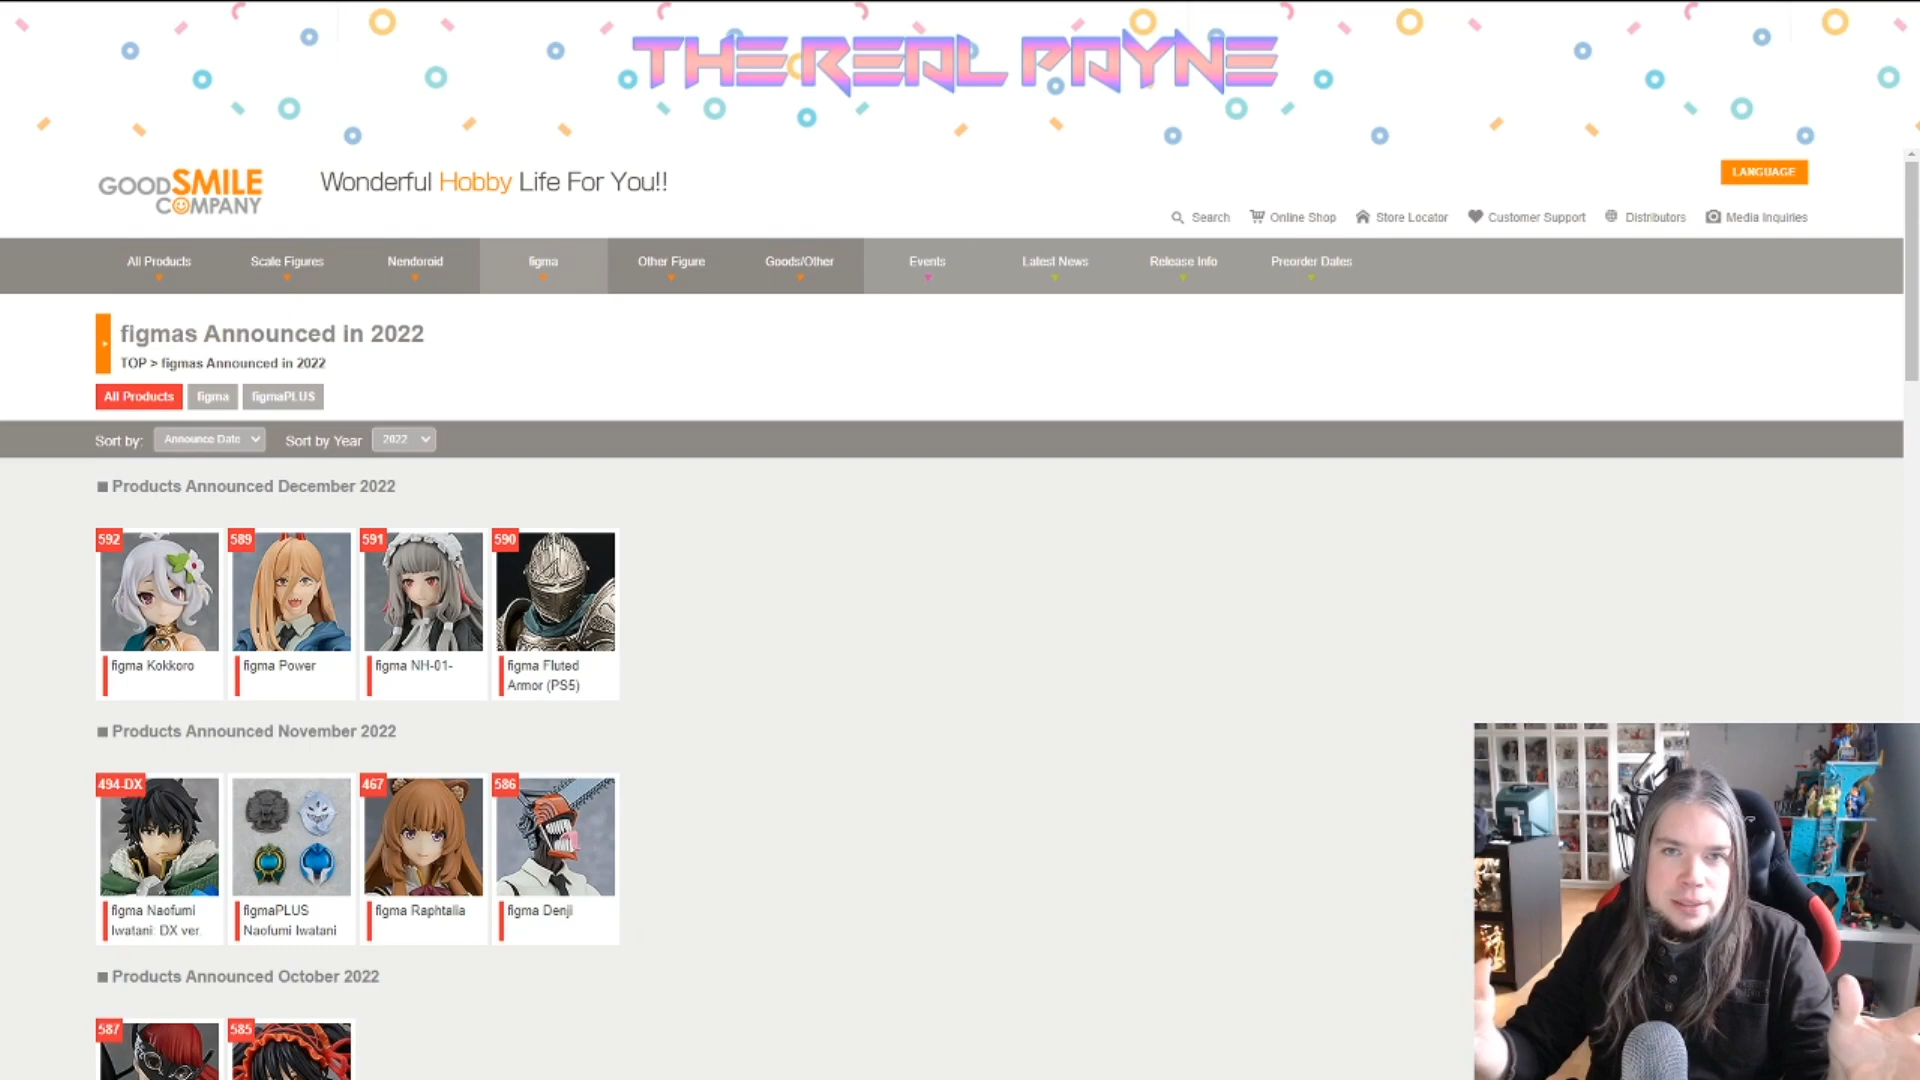 THE REAL PAYNE
GOODSMILE
COMPANY
Wonderful Hobby Life For You!!
LANGUAGE
Search
Online Shop
Store Locator
Customer Support
Distributors
Media Inquiries
All Products
Scale Figures
Nendoroid
figma
Other Figure
Goods/Other
Events
Latest News
Release Info
Preorder Dates
figmas Announced in 2022
TOP > figmas Announced in 2022
All Products
figma
figmaPLUS
Sort by:
Announce Date
Sort by Year
2022
Products Announced December 2022
592
589
591
590
figma Kokkoro
figma Power
figma NH-01-
figma Fluted
Armor (PS5)
Products Announced November 2022
494-DX
467
586
figma Naofumi
Iwatani: DX ver.
figmaPLUS
Naofumi Iwatani
figma Raphtalia
figma Denji
Products Announced October 2022
587
585